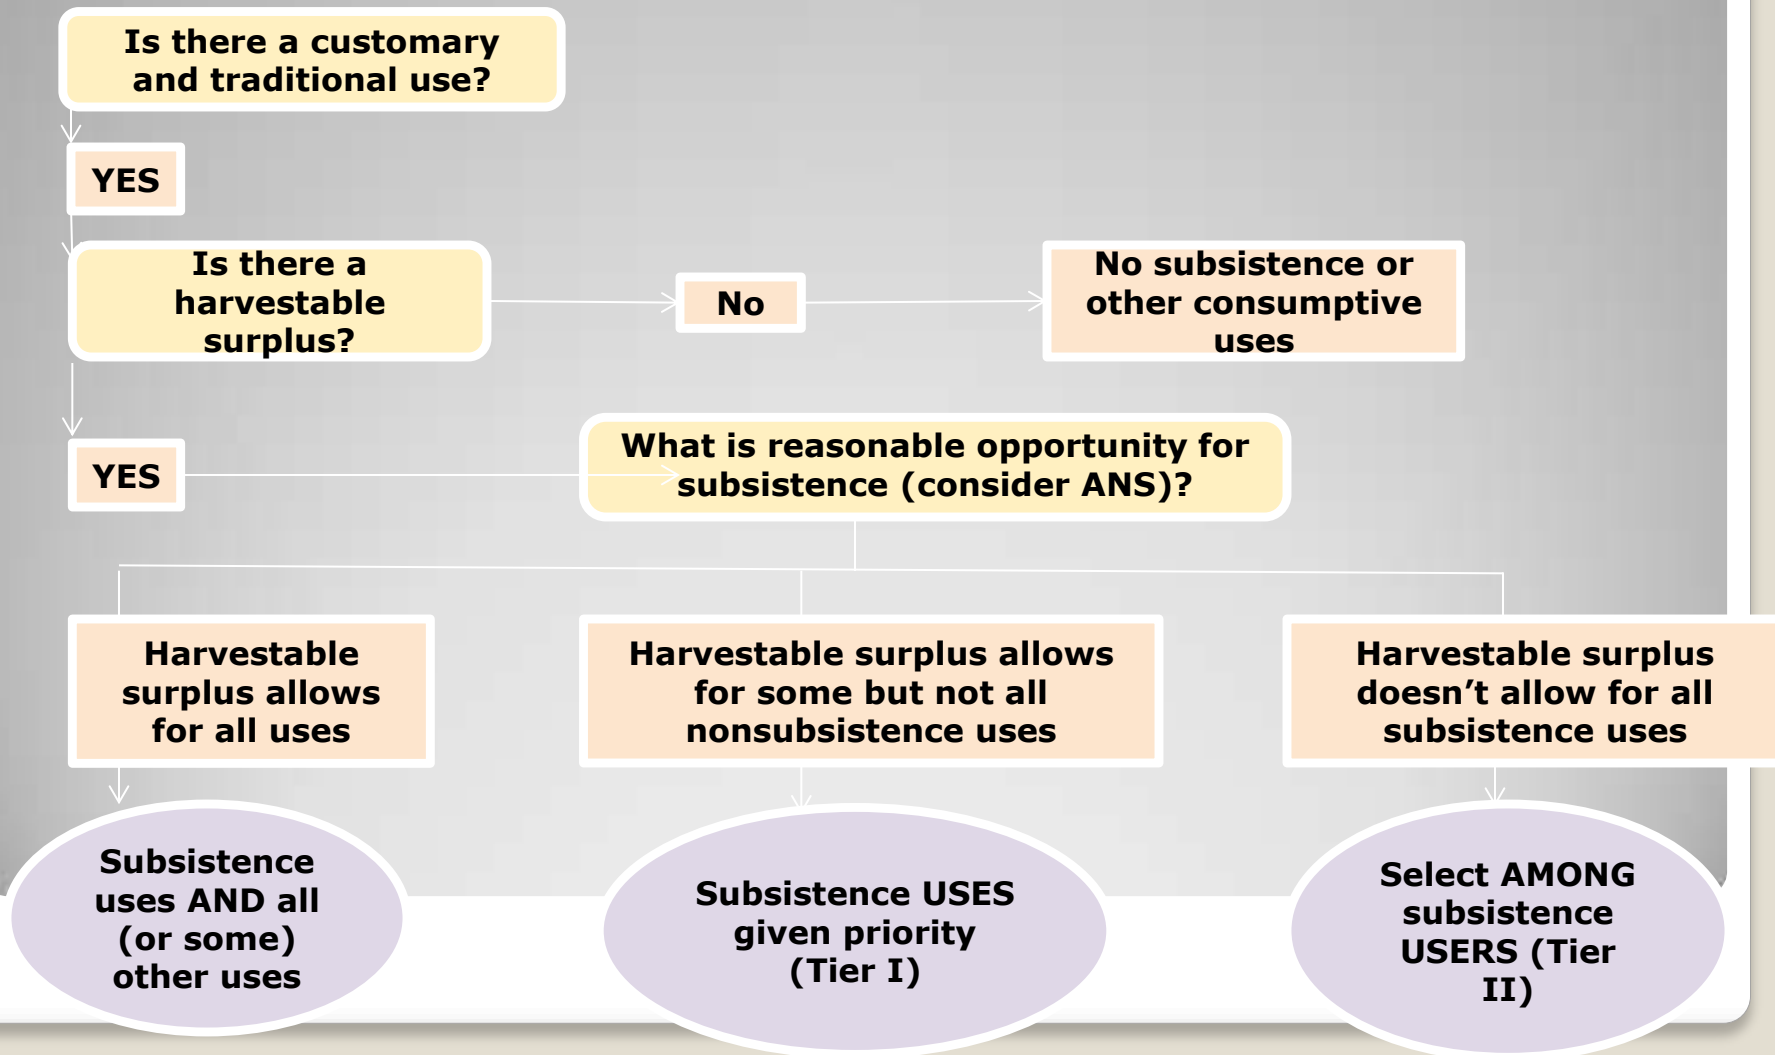 Is there a customary
and traditional use?
YES
Is there a
harvestable
surplus?
No
No subsistence or
other consumptive
uses
YES
What is reasonable opportunity for
subsistence (consider ANS)?
Harvestable
surplus allows
for all uses
Harvestable surplus allows
for some but not all
nonsubsistence uses
Harvestable surplus
doesn’t allow for all
subsistence uses
Subsistence
uses AND all
(or some)
other uses
Subsistence USES
given priority
(Tier I)
Select AMONG
subsistence
USERS (Tier
II)